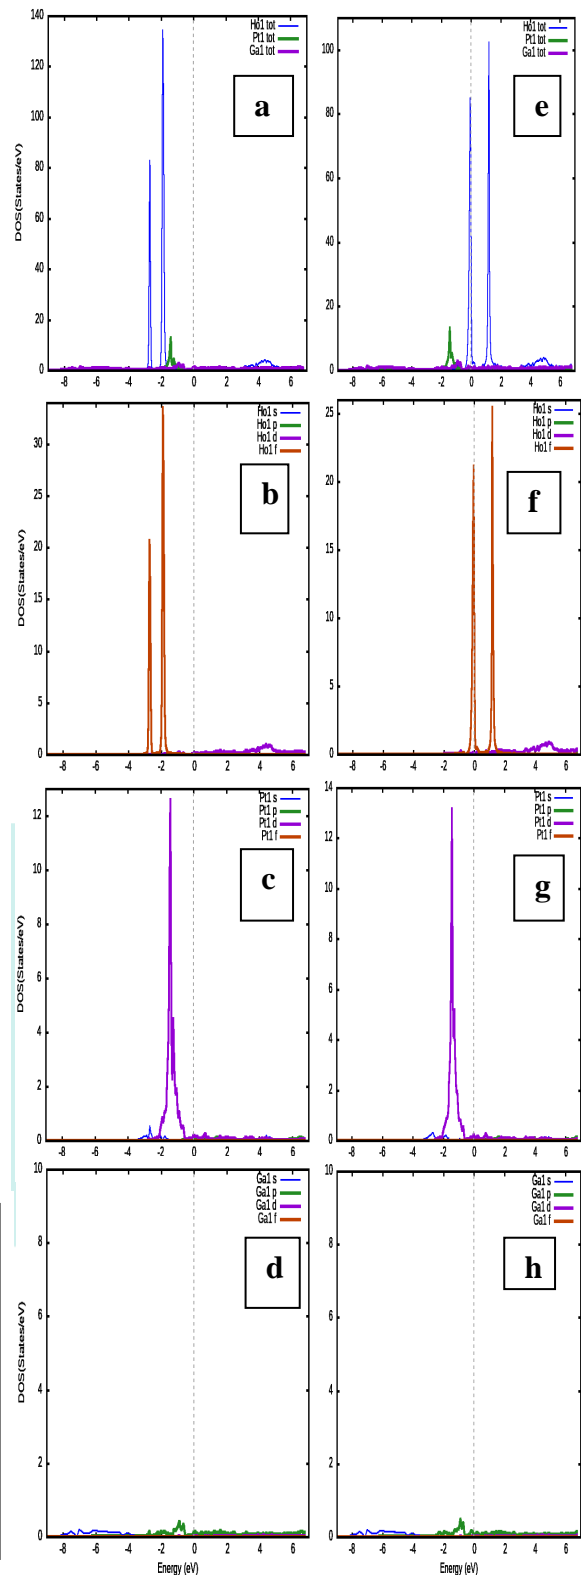 Ho1 tot
Pt1 tot
Ga1 tot
a
DOS(States/eV)
140
120
100
80
60
40
20
0
-8 -6 -4 -2 0 2 4 6
Ho1 tot
Pt1 tot
Ga1 tot
e
100
80
60
40
20
0
-8 -6 -4 -2 0 2 4 6
Ho1 s
Ho1 p
Ho1 d
Ho1 f
b
DOS(States/eV)
30
25
20
15
10
5
0
-8 -6 -4 -2 0 2 4 6
Ho1 s
Ho1 p
Ho1 d
Ho1 f
f
25
20
15
10
5
0
-8 -6 -4 -2 0 2 4 6
Pt1 s
Pt1 p
Pt1 d
Pt1 f
c
DOS(States/eV)
12
10
8
6
4
2
0
-8 -6 -4 -2 0 2 4 6
Pt1 s
Pt1 p
Pt1 d
Pt1 f
g
14
12
10
8
6
4
2
0
-8 -6 -4 -2 0 2 4 6
Ga1 s
Ga1 p
Ga1 d
Ga1 f
d
DOS(States/eV)
10
8
6
4
2
0
-8 -6 -4 -2 0 2 4 6
Energy (eV)
Ga1 s
Ga1 p
Ga1 d
Ga1 f
h
10
8
6
4
2
0
-8 -6 -4 -2 0 2 4 6
Energy (eV)